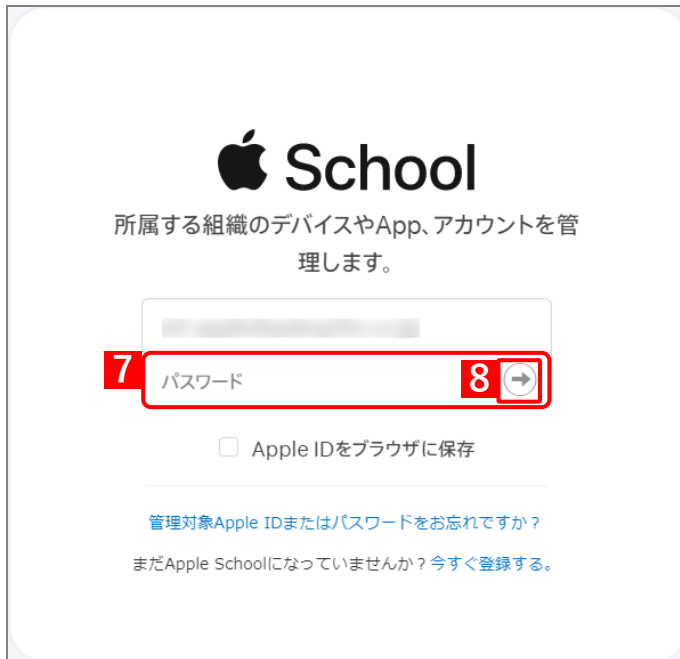 School
所属する組織のデバイスやApp、アカウントを管
理します。
7
パスワード
8
Apple IDをブラウザに保存
管理対象Apple IDまたはパスワードをお忘れですか？
まだApple Schoolになっていませんか？今すぐ登録する。